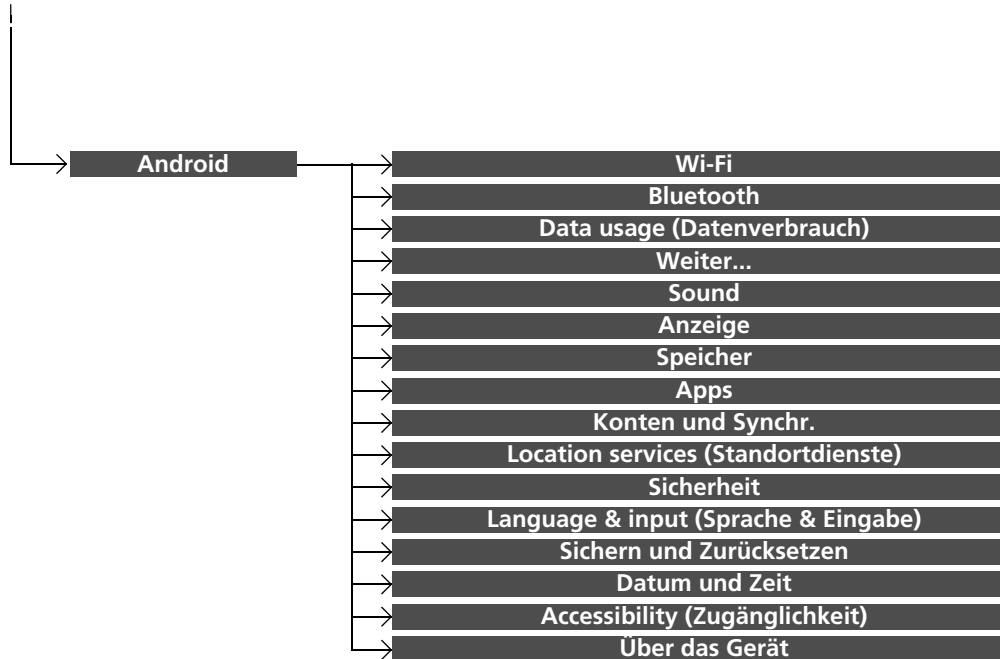 Android
Wi-Fi
Bluetooth
Data usage (Datenverbrauch)
Weiter...
Sound
Anzeige
Speicher
Apps
Konten und Synchr.
Location services (Standortdienste)
Sicherheit
Language & input (Sprache & Eingabe)
Sichern und Zurücksetzen
Datum und Zeit
Accessibility (Zugänglichkeit)
Über das Gerät